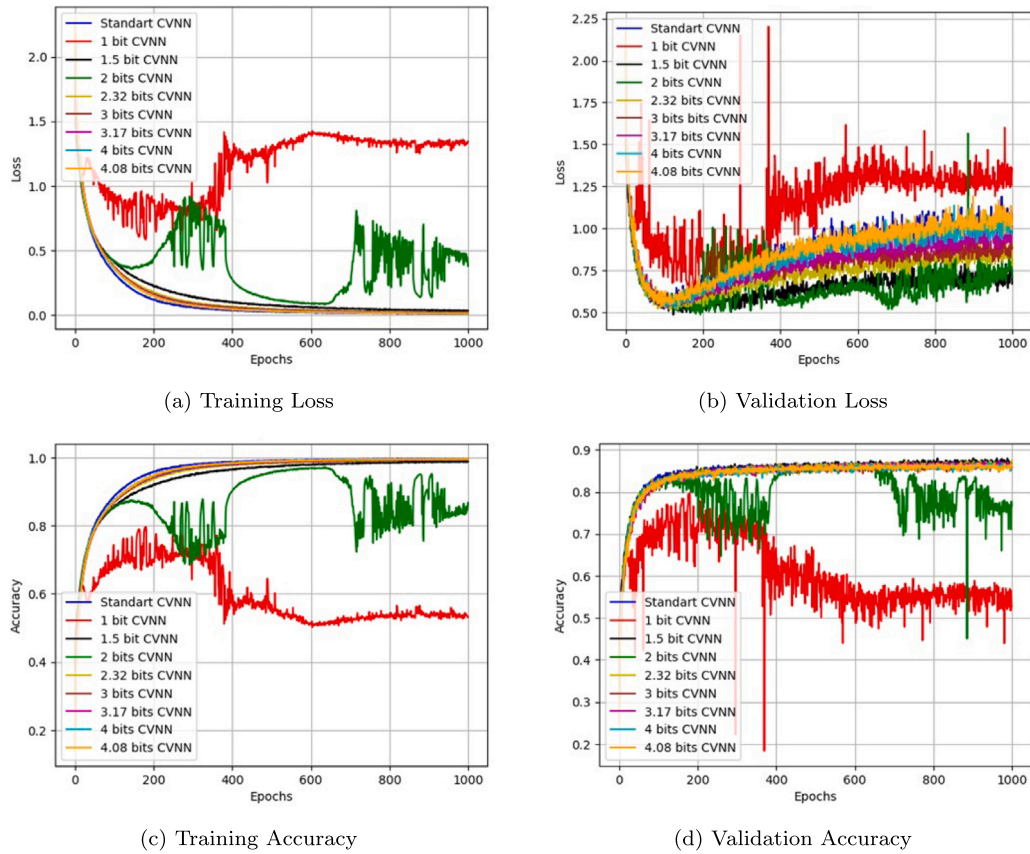 Standart CVNN
1 bit CVNN
1.5 bit CVNN
2 bits CVNN
2.32 bits CVNN
3 bits CVNN
3.17 bits CVNN
4 bits CVNN
4.08 bits CVNN
2.0
1.5
1.0
0.5
0.0
Loss
0 200 400 600 800 1000
Epochs
(a) Training Loss
Standart CVNN
1 bit CVNN
1.5 bit CVNN
2 bits CVNN
2.32 bits CVNN
3 bits bits CVNN
3.17 bits CVNN
4 bits CVNN
4.08 bits CVNN
2.25
2.00
1.75
1.50
1.25
1.00
0.75
0.50
Loss
0 200 400 600 800 1000
Epochs
(b) Validation Loss
1.0
0.8
0.6
0.4
0.2
Accuracy
Standart CVNN
1 bit CVNN
1.5 bit CVNN
2 bits CVNN
2.32 bits CVNN
3 bits CVNN
3.17 bits CVNN
4 bits CVNN
4.08 bits CVNN
0 200 400 600 800 1000
Epochs
(c) Training Accuracy
0.9
0.8
0.7
0.6
0.5
0.4
0.3
0.2
Accuracy
Standart CVNN
1 bit CVNN
1.5 bit CVNN
2 bits CVNN
2.32 bits CVNN
3 bits CVNN
3.17 bits CVNN
4 bits CVNN
4.08 bits CVNN
0 200 400 600 800 1000
Epochs
(d) Validation Accuracy